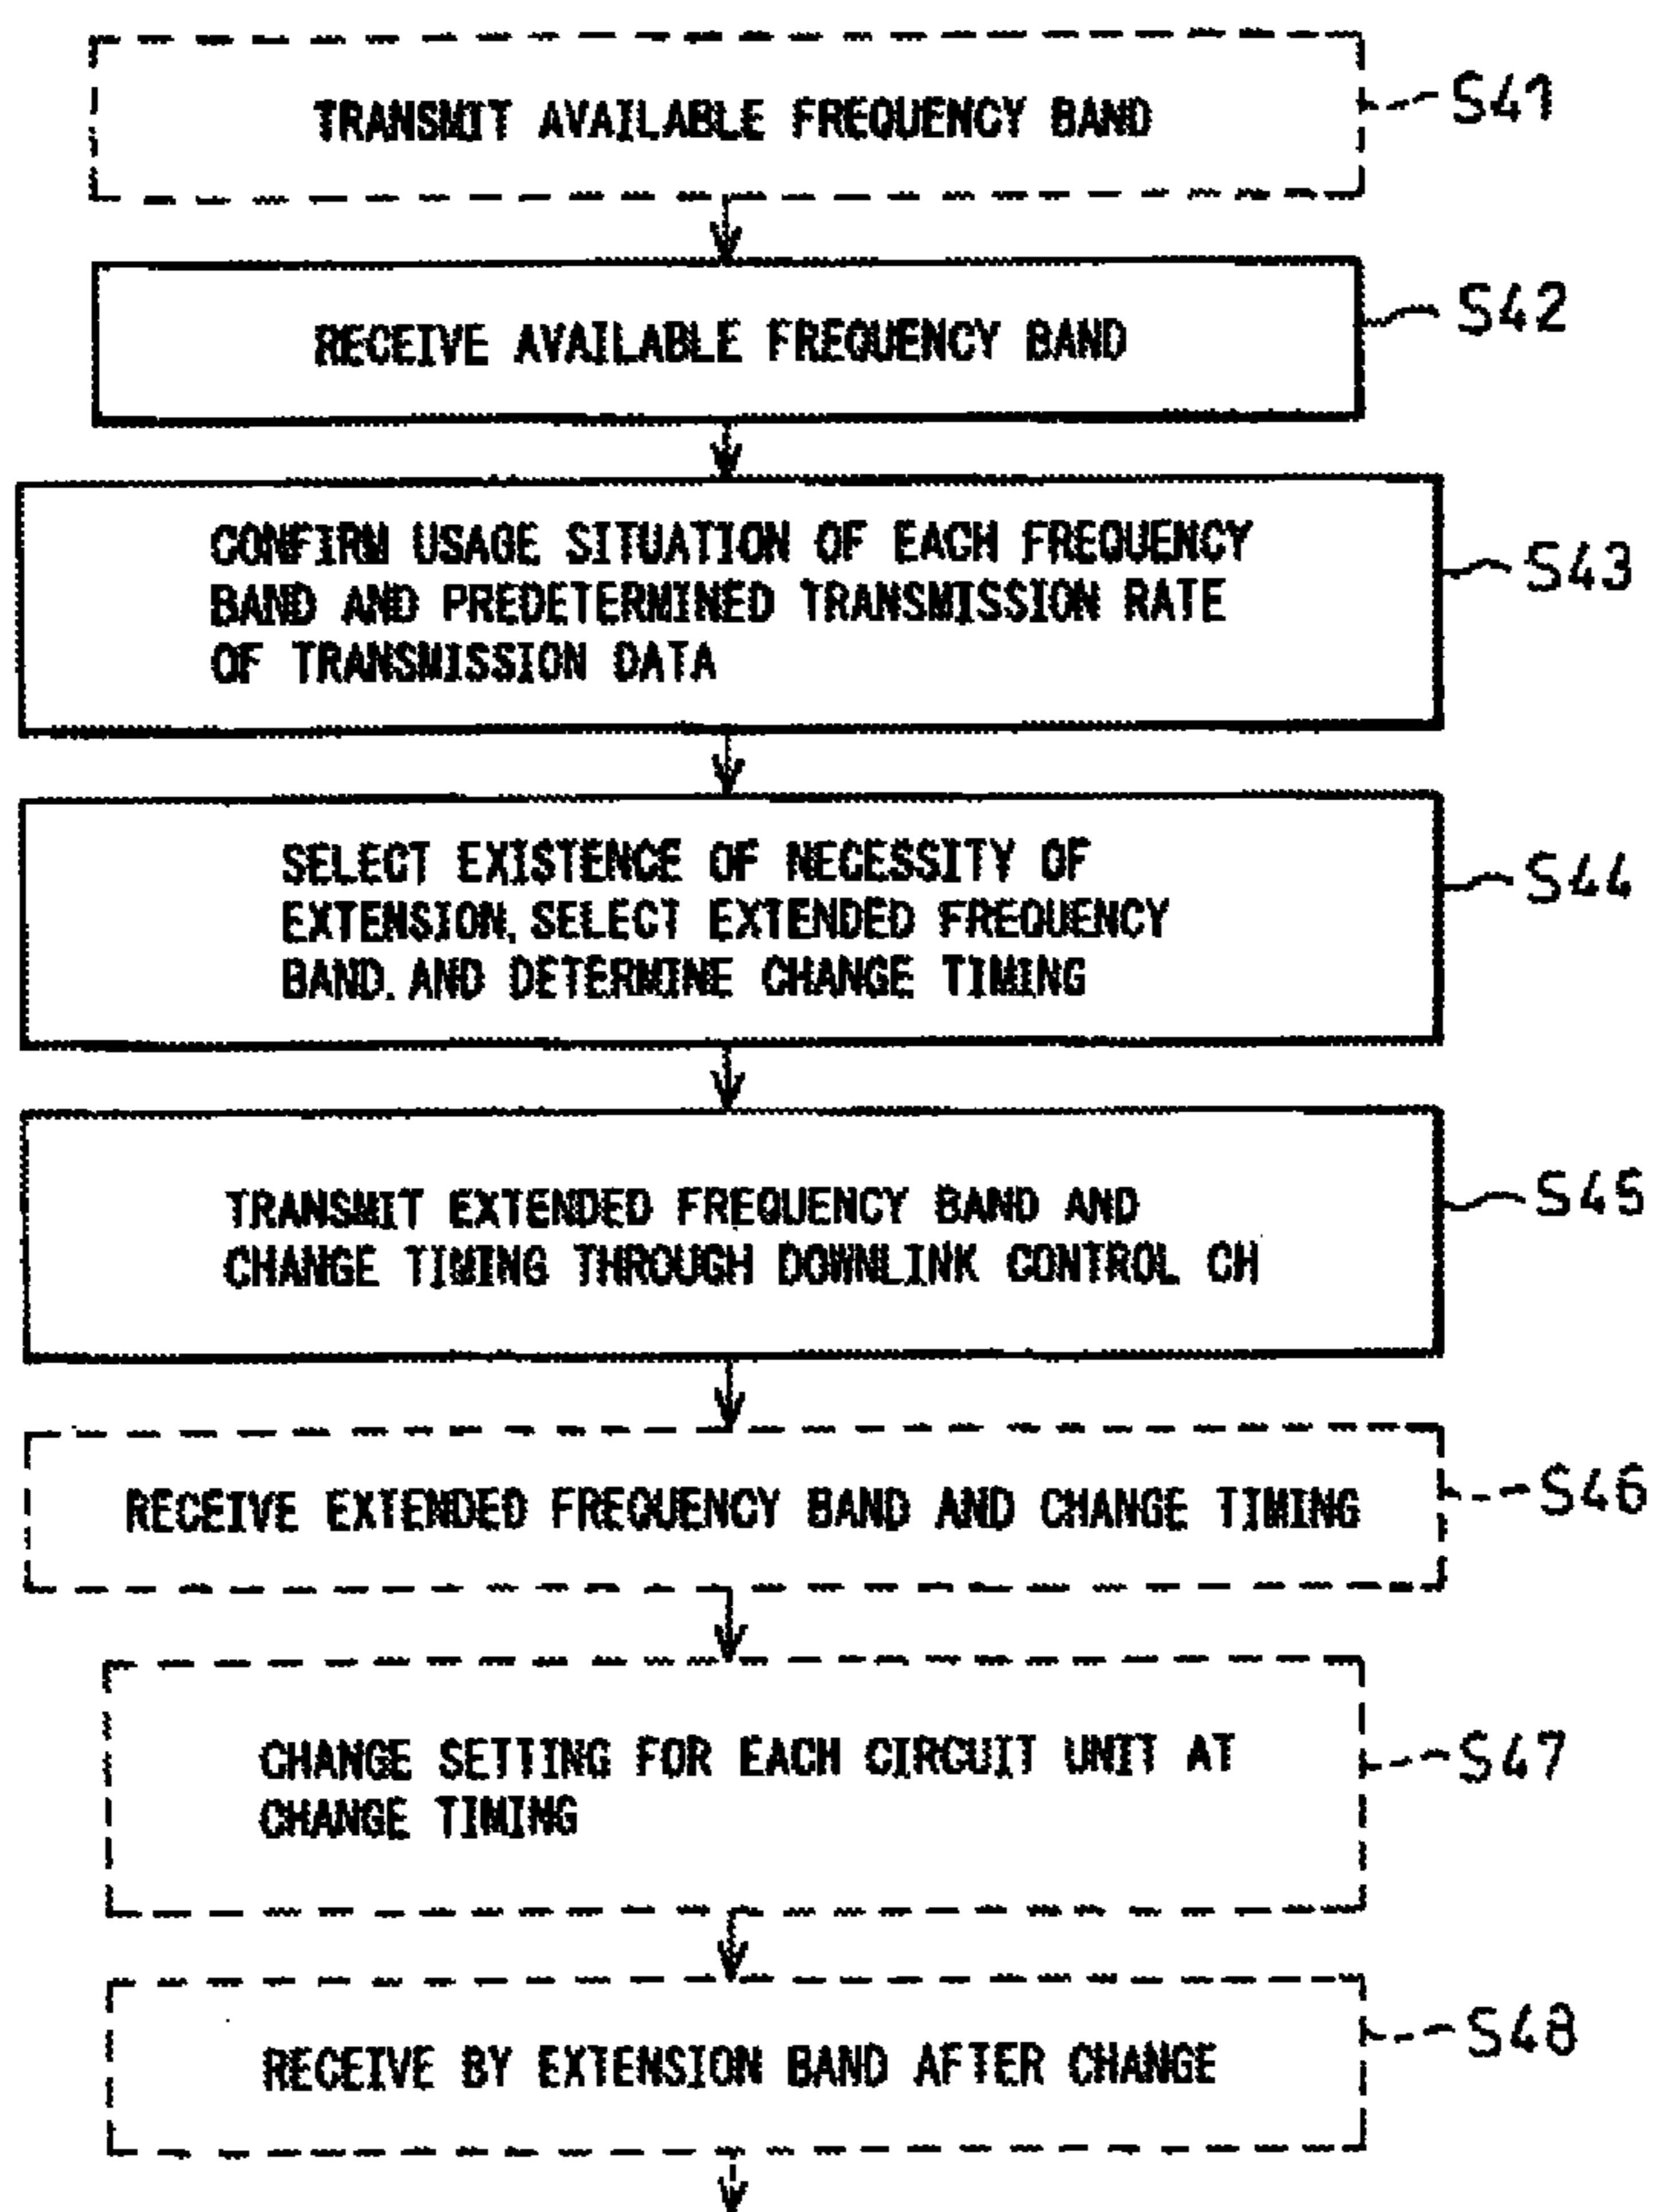 TRANSMIT AVAILABLE FREQUENCY BAND
S41
RECEIVE AVAILABLE FREQUENCY BAND
S42
CONFIRM USAGE SITUATION OF EACH FREQUENCY
BAND AND PREDETERMINED TRANSMISSION RATE
OF TRANSMISSION DATA
S43
SELECT EXISTENCE OF NECESSITY OF
EXTENSION, SELECT EXTENDED FREQUENCY
BAND, AND DETERMINE CHANGE TIMING
S44
TRANSMIT EXTENDED FREQUENCY BAND AND
CHANGE TIMING THROUGH DOWNLINK CONTROL CH
S45
RECEIVE EXTENDED FREQUENCY BAND AND CHANGE TIMING
S46
CHANGE SETTING FOR EACH CIRCUIT UNIT AT
CHANGE TIMING
S47
RECEIVE BY EXTENSION BAND AFTER CHANGE
S48